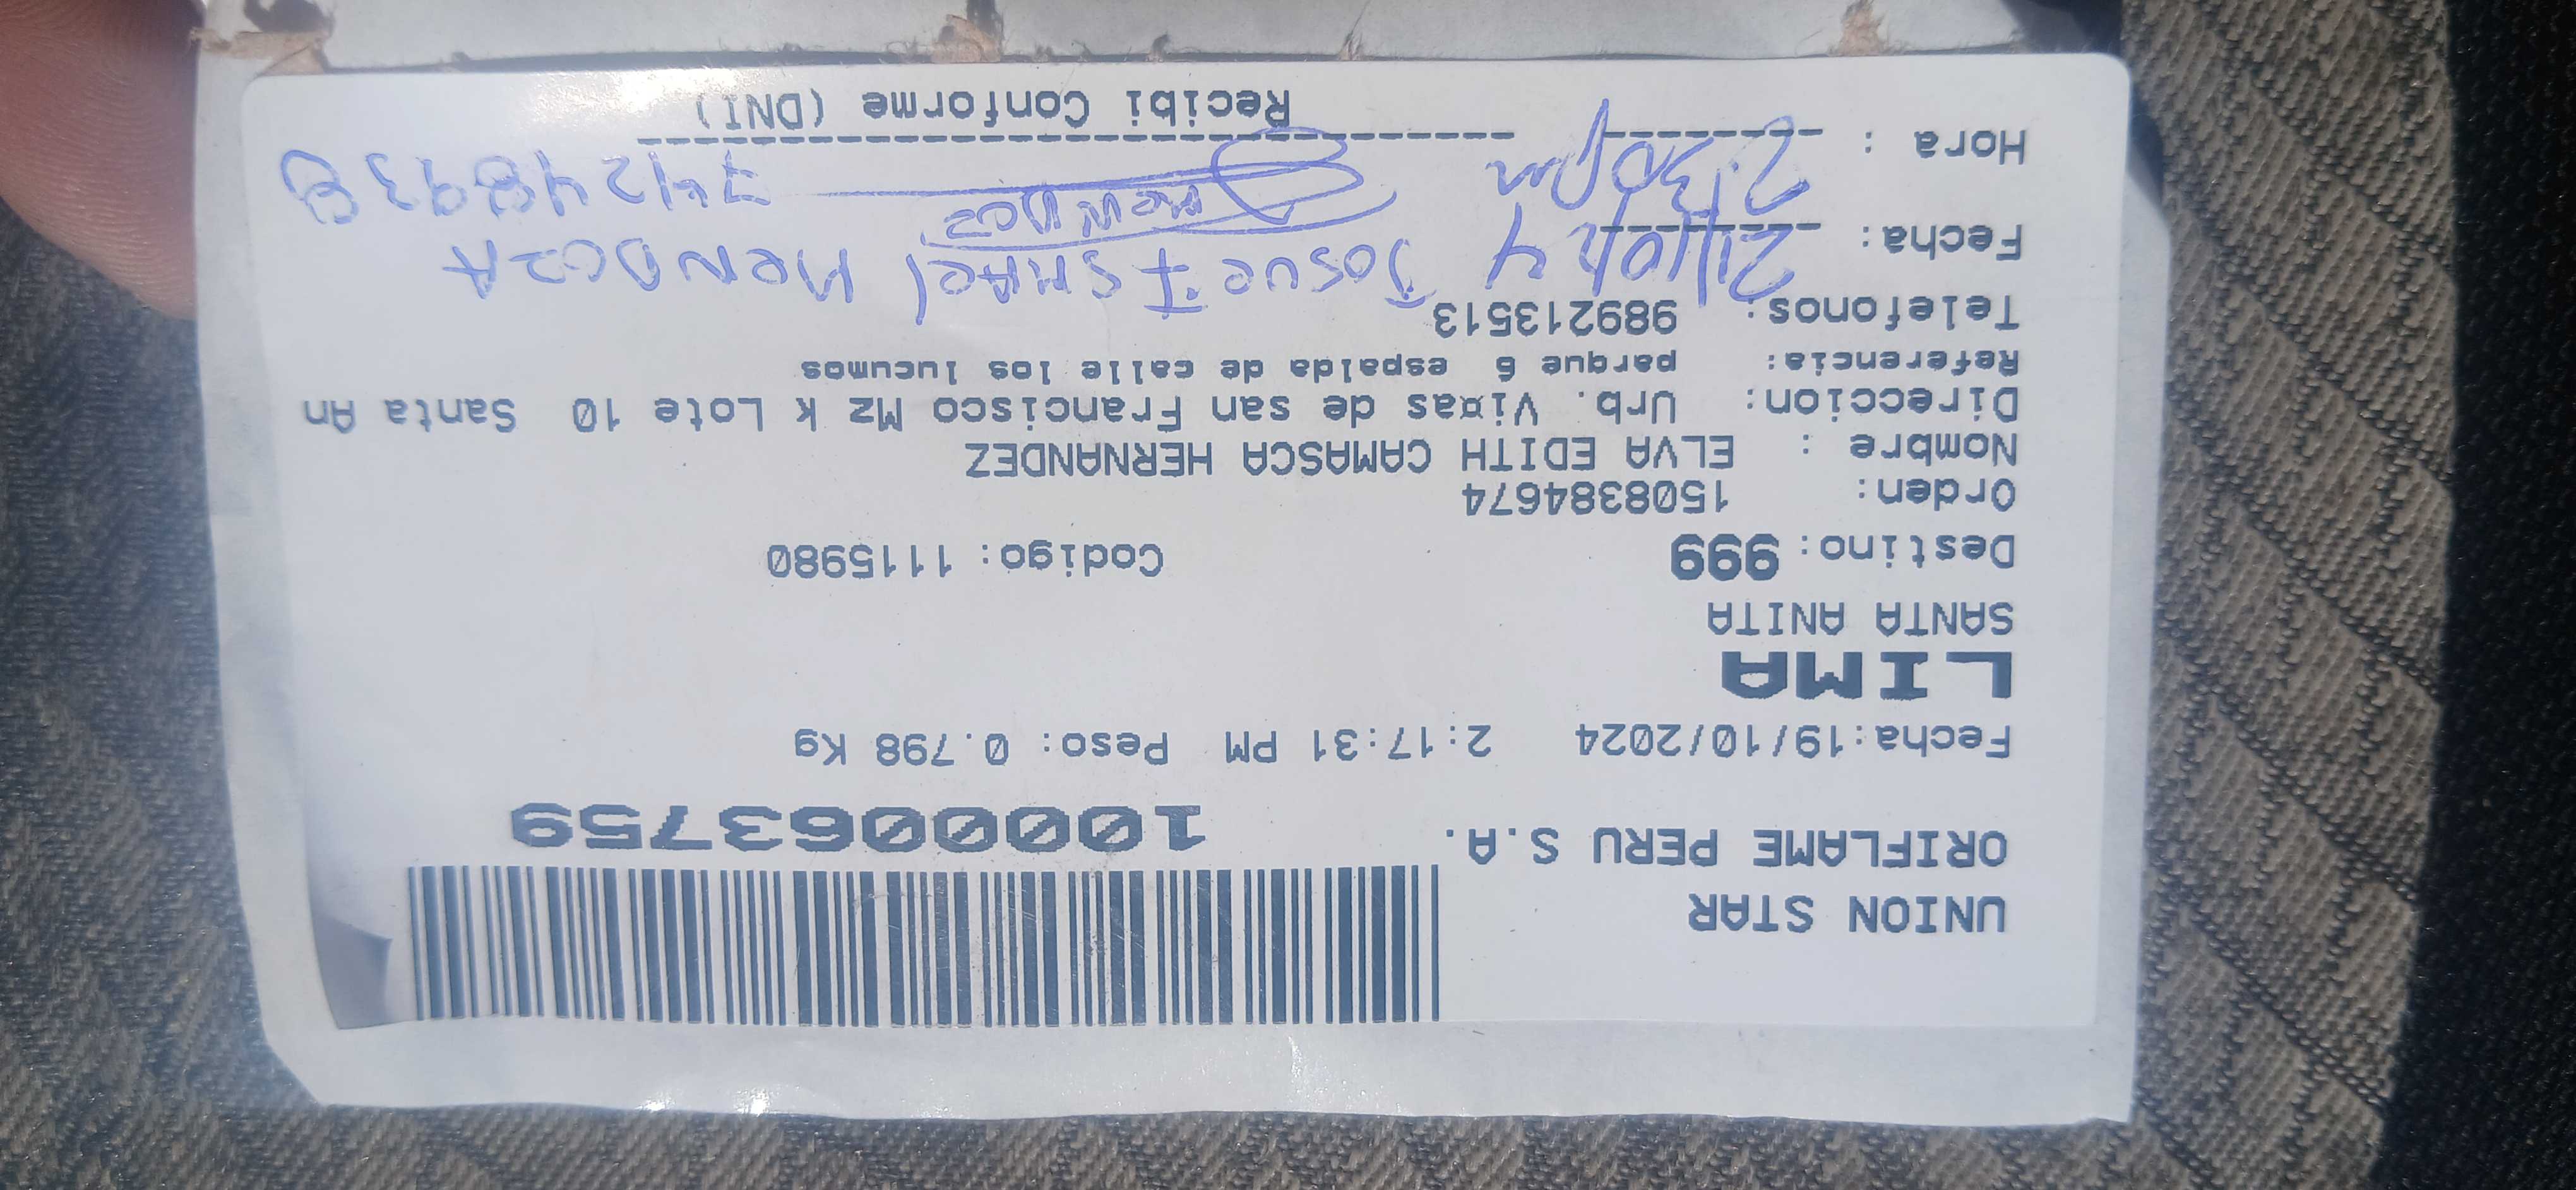 UNION STAR
ORIFLAME PERU S.A.
10000063759
Fecha:19/10/2024 2:17:31 PM Peso: 0.798 Kg
LIMA
SANTA ANITA
Destino: 999 Codigo: 1115980
Orden: 1508384674
Nombre : ELVA EDITH CAMASCA HERNANDEZ
Direccion: Urb. Vi¤as de san Francisco Mz k Lote 10 Santa An
Referencia: parque 6 espalda de calle los lucumos
Telefonos: 989213513
Fecha: 21/10/24 Josue Ismael MENDOZA
Hora : 2:30pm 74248938
Recibi Conforme (DNI)